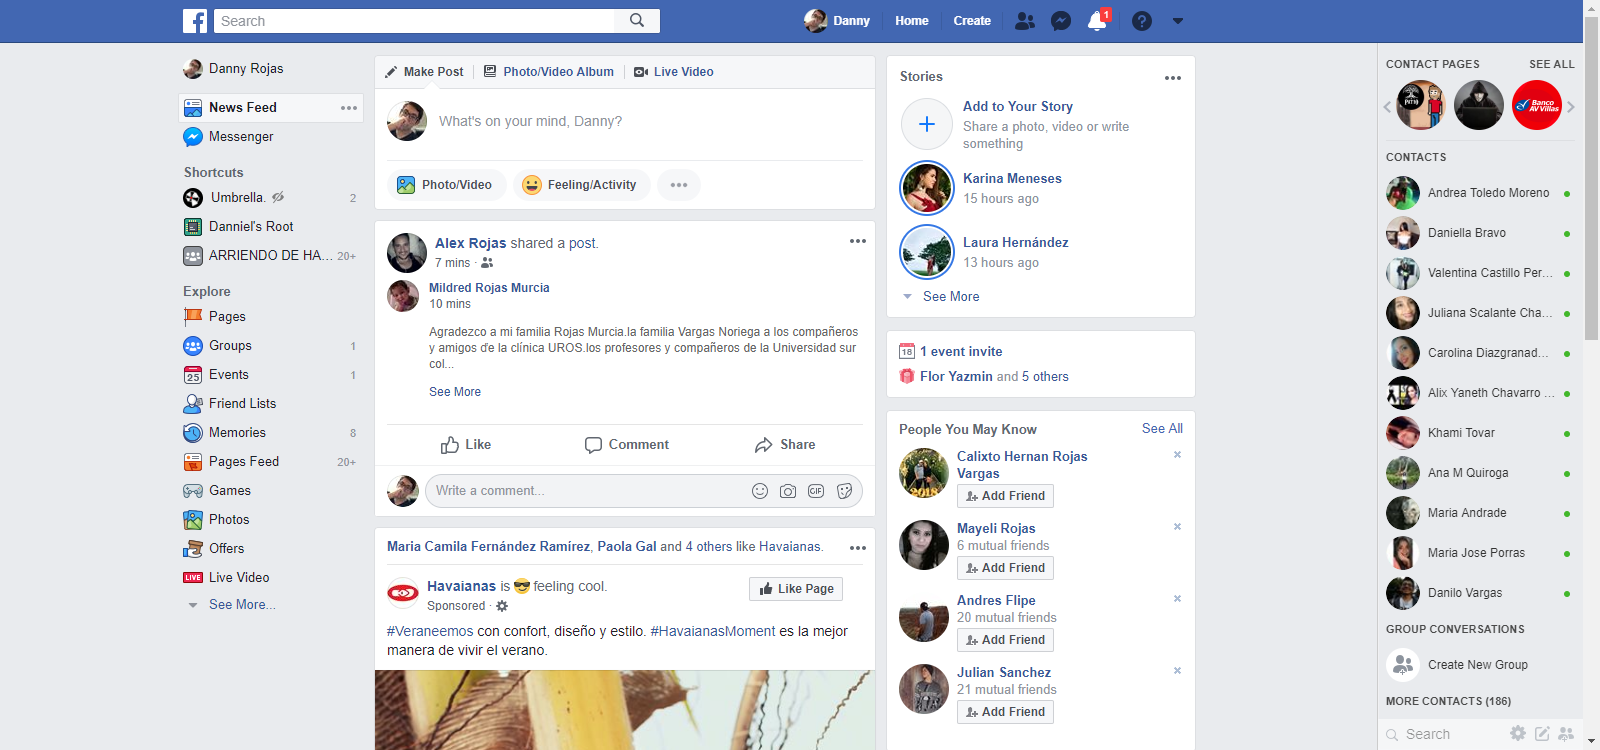 Search
Danny
Home
Create
1
Danny Rojas
News Feed
Messenger
Shortcuts
Umbrella.
2
Danniel's Root
ARRIENDO DE HA...
20+
Explore
Pages
Groups
1
25
Events
1
Friend Lists
Memories
8
Pages Feed
20+
Games
Photos
Offers
LIVE
Live Video
See More...
Make Post
Photo/Video Album
Live Video
What's on your mind, Danny?
Photo/Video
Feeling/Activity
Alex Rojas shared a post.
7 mins ·
Mildred Rojas Murcia
10 mins
Agradezco a mi familia Rojas Murcia.la familia Vargas Noriega a los compañeros
y amigos de la clínica UROS.los profesores y compañeros de la Universidad sur
col...
See More
Like
Comment
Share
Write a comment...
GIF
Maria Camila Fernández Ramírez, Paola Gal and 4 others like Havaianas.
Havaianas is 😎 feeling cool.
Sponsored ·
Like Page
#Veraneemos con confort, diseño y estilo. #HavaianasMoment es la mejor
manera de vivir el verano.
Stories
Add to Your Story
Share a photo, video or write
something
Karina Meneses
15 hours ago
Laura Hernández
13 hours ago
See More
18
1 event invite
Flor Yazmin and 5 others
People You May Know
See All
Calixto Hernan Rojas
Vargas
2018
Add Friend
Mayeli Rojas
6 mutual friends
Add Friend
Andres Flipe
20 mutual friends
Add Friend
Julian Sanchez
21 mutual friends
Add Friend
CONTACT PAGES
SEE ALL
Banco
AV Villas
CONTACTS
Andrea Toledo Moreno
Daniella Bravo
Valentina Castillo Per...
Juliana Scalante Cha...
Carolina Diazgranad...
Alix Yaneth Chavarro ...
Khami Tovar
Ana M Quiroga
Maria Andrade
Maria Jose Porras
Danilo Vargas
GROUP CONVERSATIONS
Create New Group
MORE CONTACTS (186)
Search